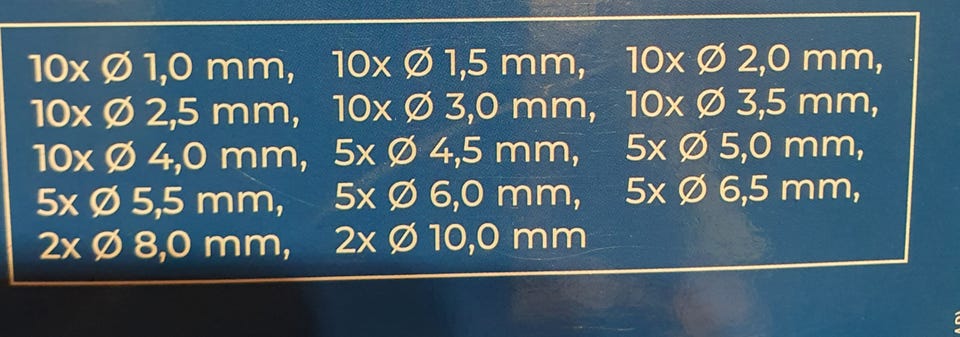 10x Ø 1,0 mm, 10x Ø 1,5 mm, 10x Ø 2,0 mm,
10x Ø 2,5 mm, 10x Ø 3,0 mm, 10x Ø 3,5 mm,
10x Ø 4,0 mm, 5x Ø 4,5 mm, 5x Ø 5,0 mm,
5x Ø 5,5 mm, 5x Ø 6,0 mm, 5x Ø 6,5 mm,
2x Ø 8,0 mm, 2x Ø 10,0 mm